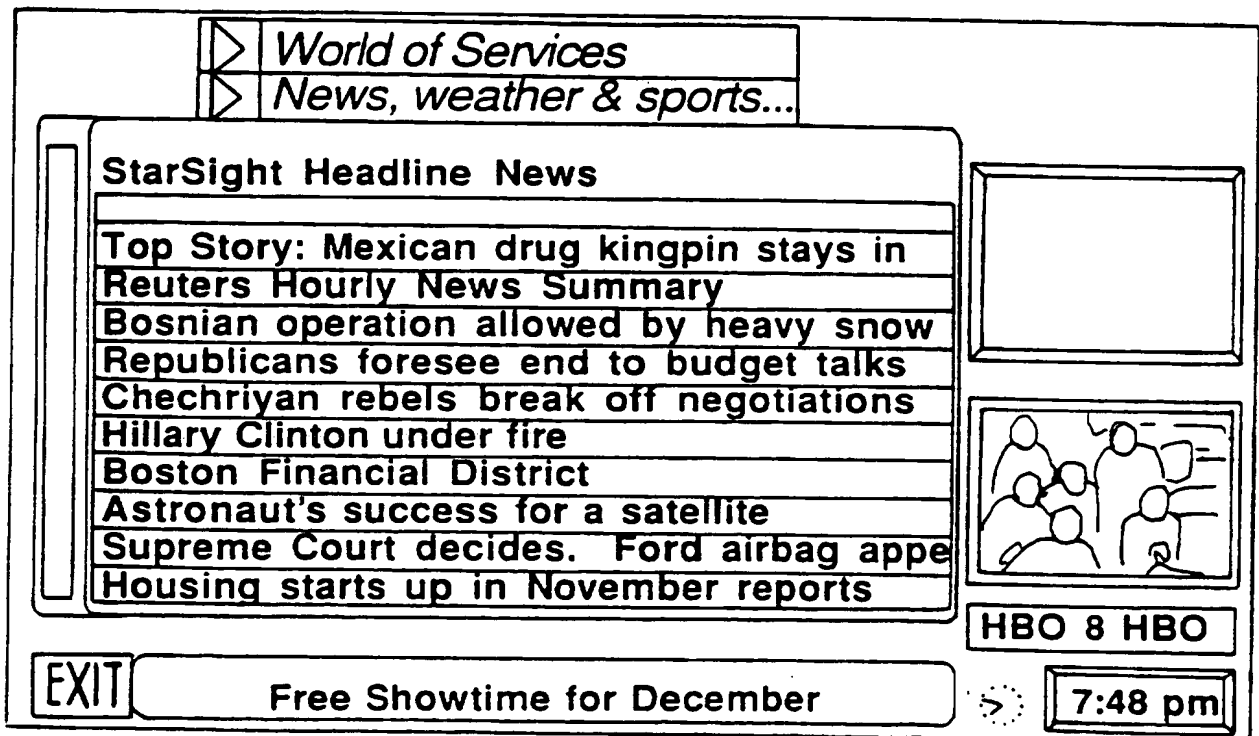 World of Services
News, weather & sports...
StarSight Headline News
Top Story: Mexican drug kingpin stays in
Reuters Hourly News Summary
Bosnian operation allowed by heavy snow
Republicans foresee end to budget talks
Chechriyan rebels break off negotiations
Hillary Clinton under fire
Boston Financial District
Astronaut's success for a satellite
Supreme Court decides. Ford airbag appe
Housing starts up in November reports
HBO 8 HBO
EXIT
Free Showtime for December
7:48 pm